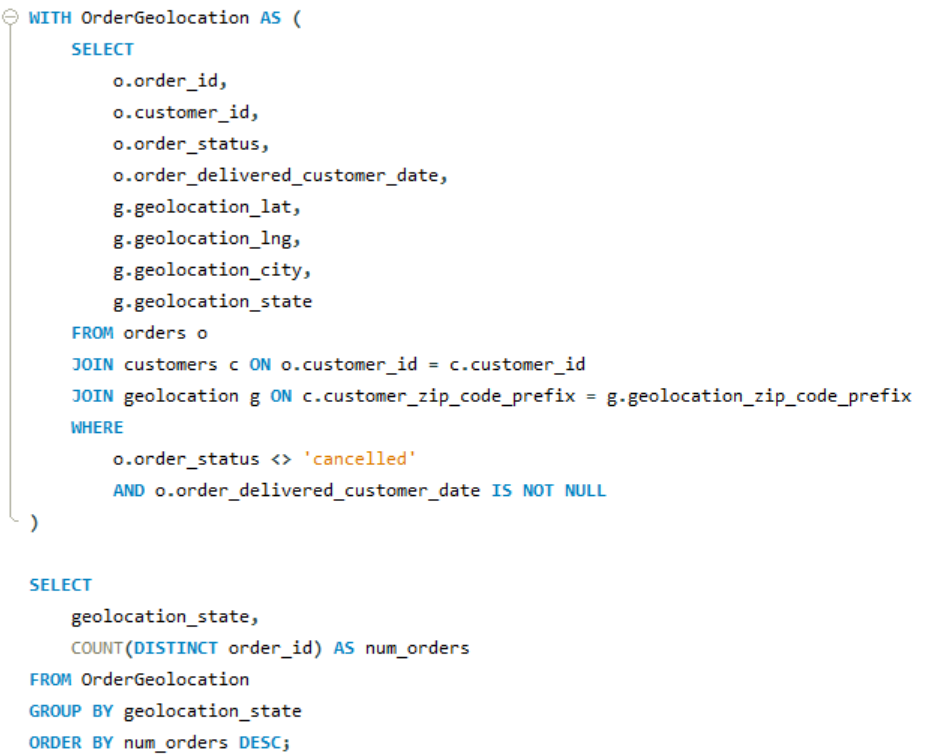 WITH OrderGeolocation AS (
    SELECT
        o.order_id,
        o.customer_id,
        o.order_status,
        o.order_delivered_customer_date,
        g.geolocation_lat,
        g.geolocation_lng,
        g.geolocation_city,
        g.geolocation_state
    FROM orders o
    JOIN customers c ON o.customer_id = c.customer_id
    JOIN geolocation g ON c.customer_zip_code_prefix = g.geolocation_zip_code_prefix
    WHERE
        o.order_status <> 'cancelled'
        AND o.order_delivered_customer_date IS NOT NULL
)
SELECT
    geolocation_state,
    COUNT(DISTINCT order_id) AS num_orders
FROM OrderGeolocation
GROUP BY geolocation_state
ORDER BY num_orders DESC;